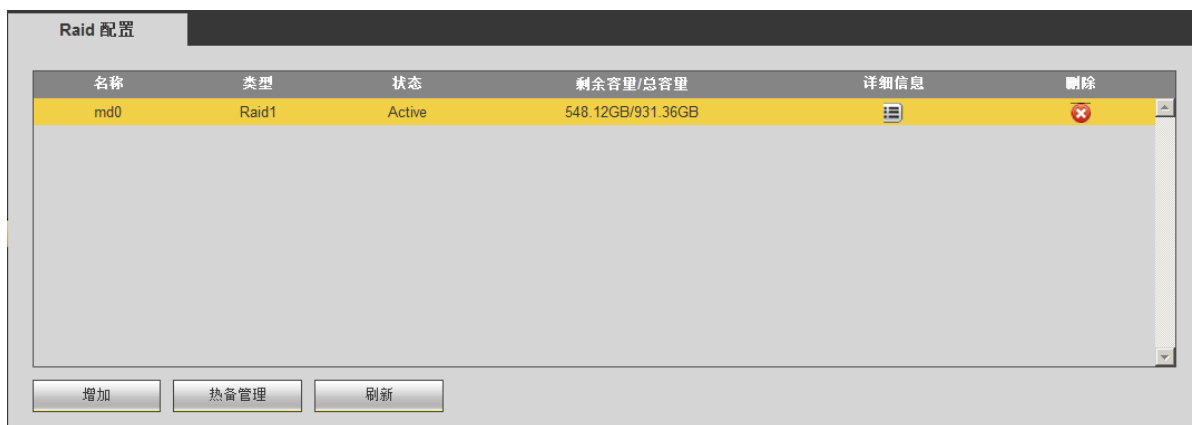 Raid 配置
名称 类型 状态 剩余容量/总容量 详细信息 删除
md0 Raid1 Active 548.12GB/931.36GB
增加 热备管理 刷新